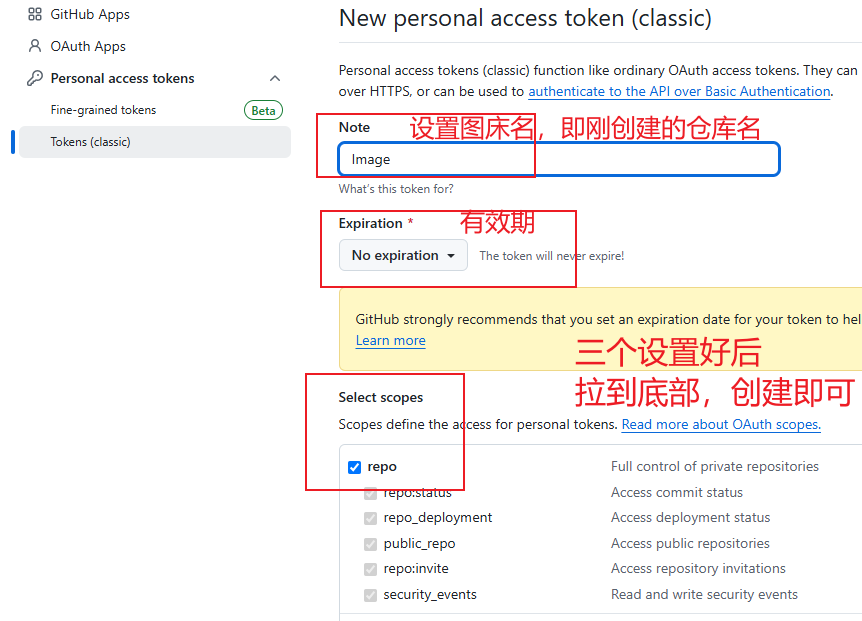 GitHub Apps
OAuth Apps
Personal access tokens
Fine-grained tokens
Beta
Tokens (classic)
New personal access token (classic)
Personal access tokens (classic) function like ordinary OAuth access tokens. They can
over HTTPS, or can be used to authenticate to the API over Basic Authentication.
Note
设置图床名，即刚创建的仓库名
Image
What's this token for?
Expiration *
有效期
No expiration
The token will never expire!
GitHub strongly recommends that you set an expiration date for your token to hel
Learn more
三个设置好后
拉到底部，创建即可
Select scopes
Scopes define the access for personal tokens. Read more about OAuth scopes.
repo
Full control of private repositories
repo:status
Access commit status
repo_deployment
Access deployment status
public_repo
Access public repositories
repo:invite
Access repository invitations
security_events
Read and write security events